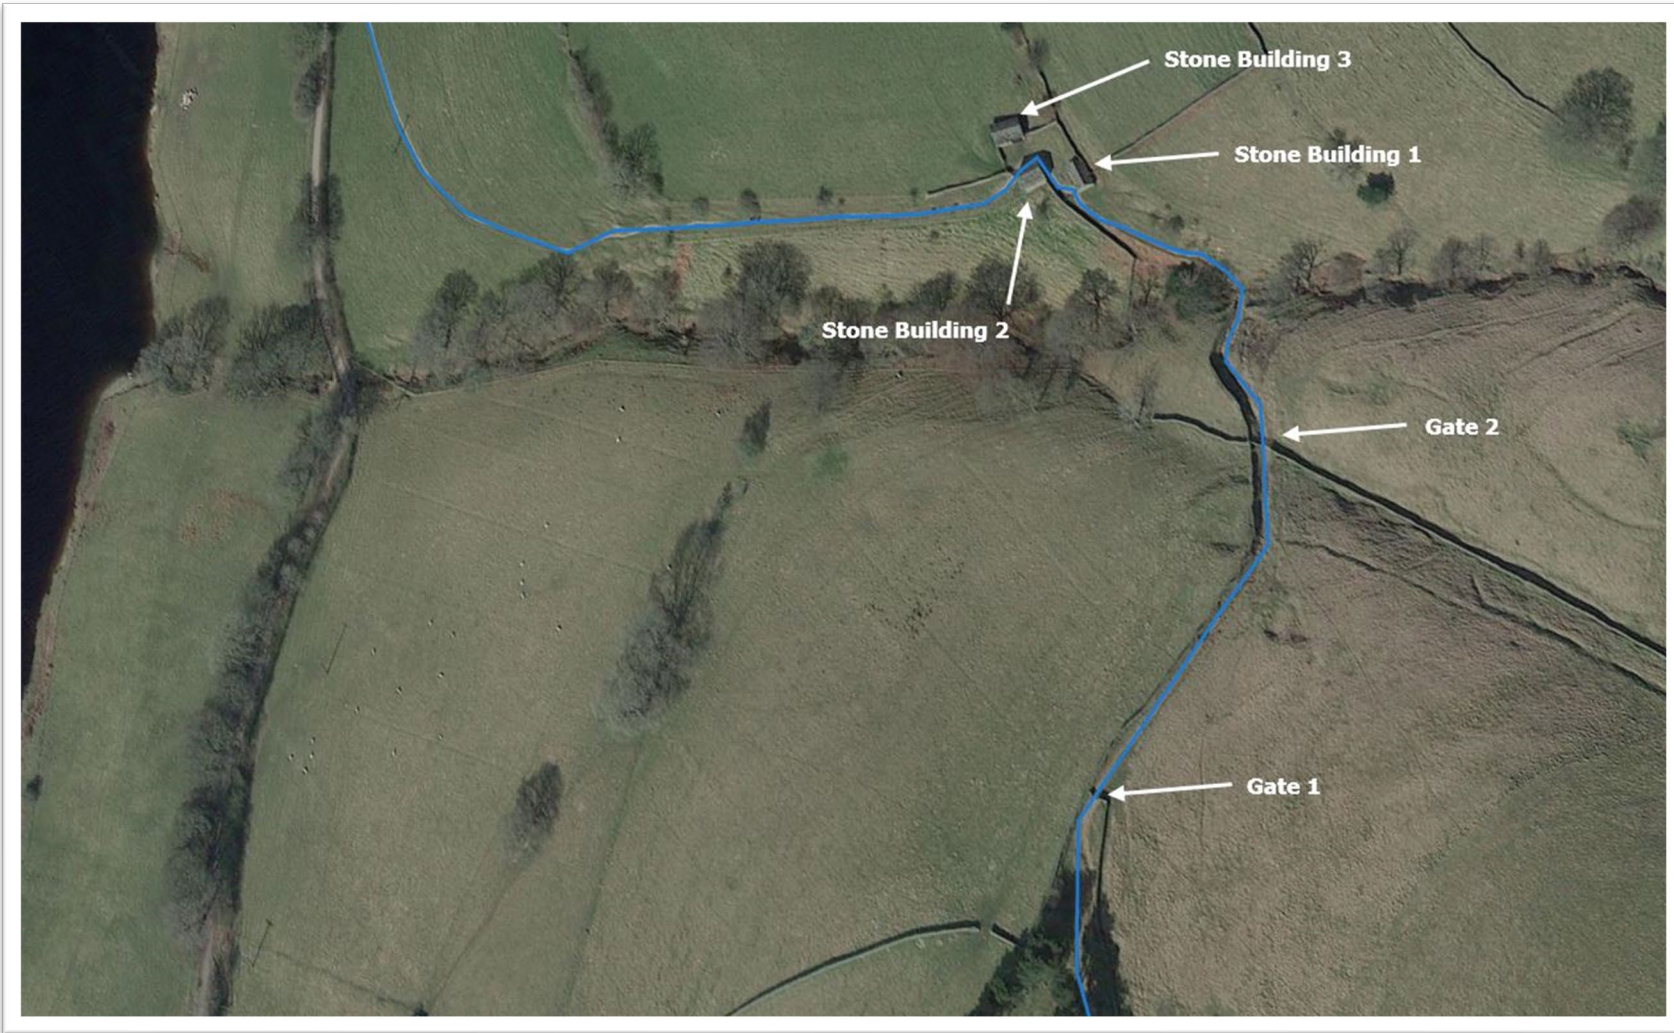 Stone Building 3
Stone Building 1
Stone Building 2
Gate 2
Gate 1